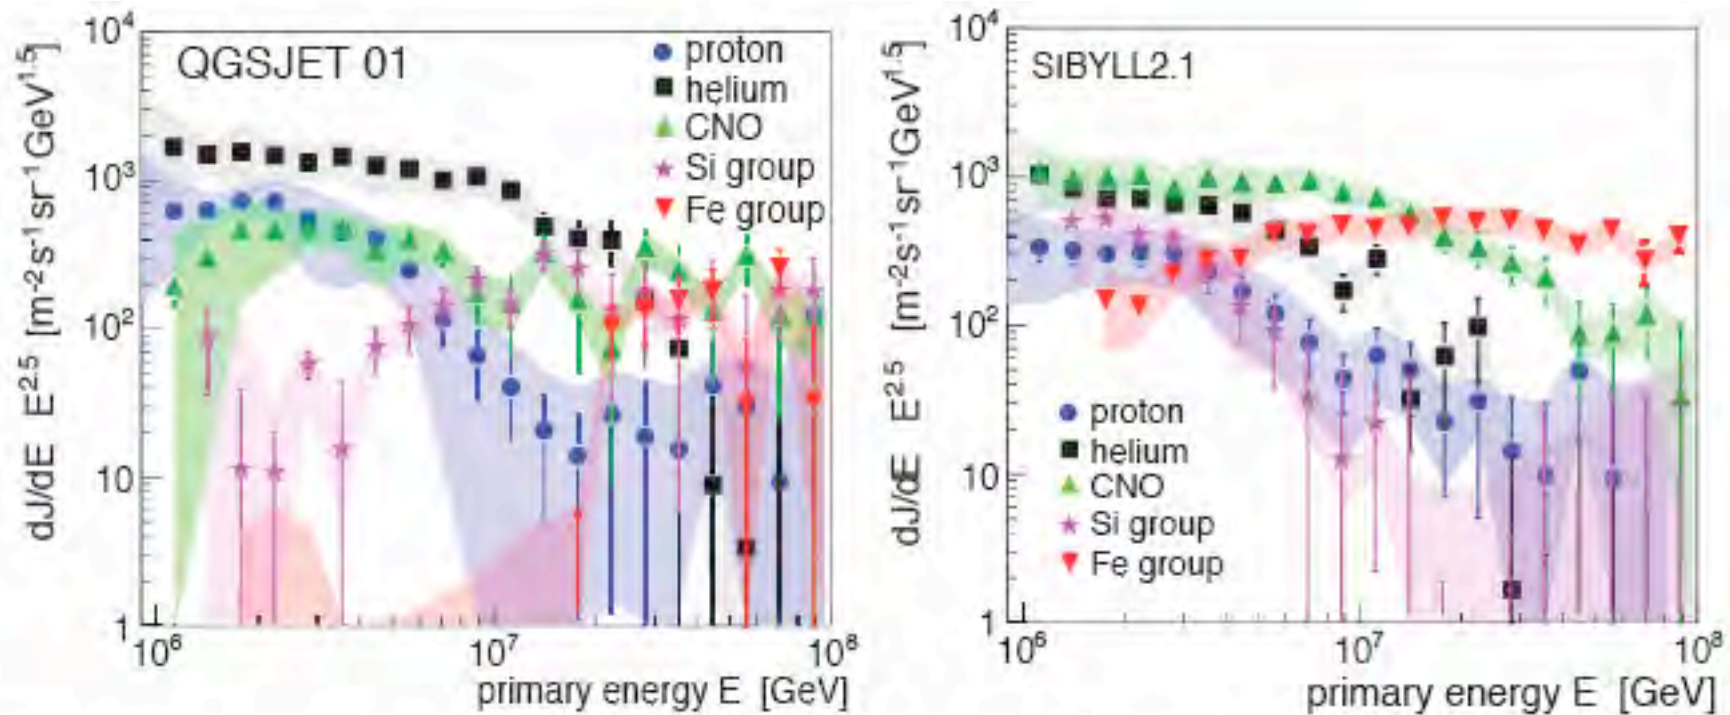 QGSJET 01
proton
helium
CNO
Si group
Fe group
10⁴
10³
10²
10
1
dJ/dE E^2.5 [m⁻²s⁻¹sr⁻¹GeV^1.5]
10⁶
10⁷
10⁸
primary energy E [GeV]
SIBYLL2.1
10⁴
10³
10²
10
1
dJ/dE E^2.5 [m⁻²s⁻¹sr⁻¹GeV^1.5]
proton
helium
CNO
Si group
Fe group
10⁶
10⁷
10⁸
primary energy E [GeV]